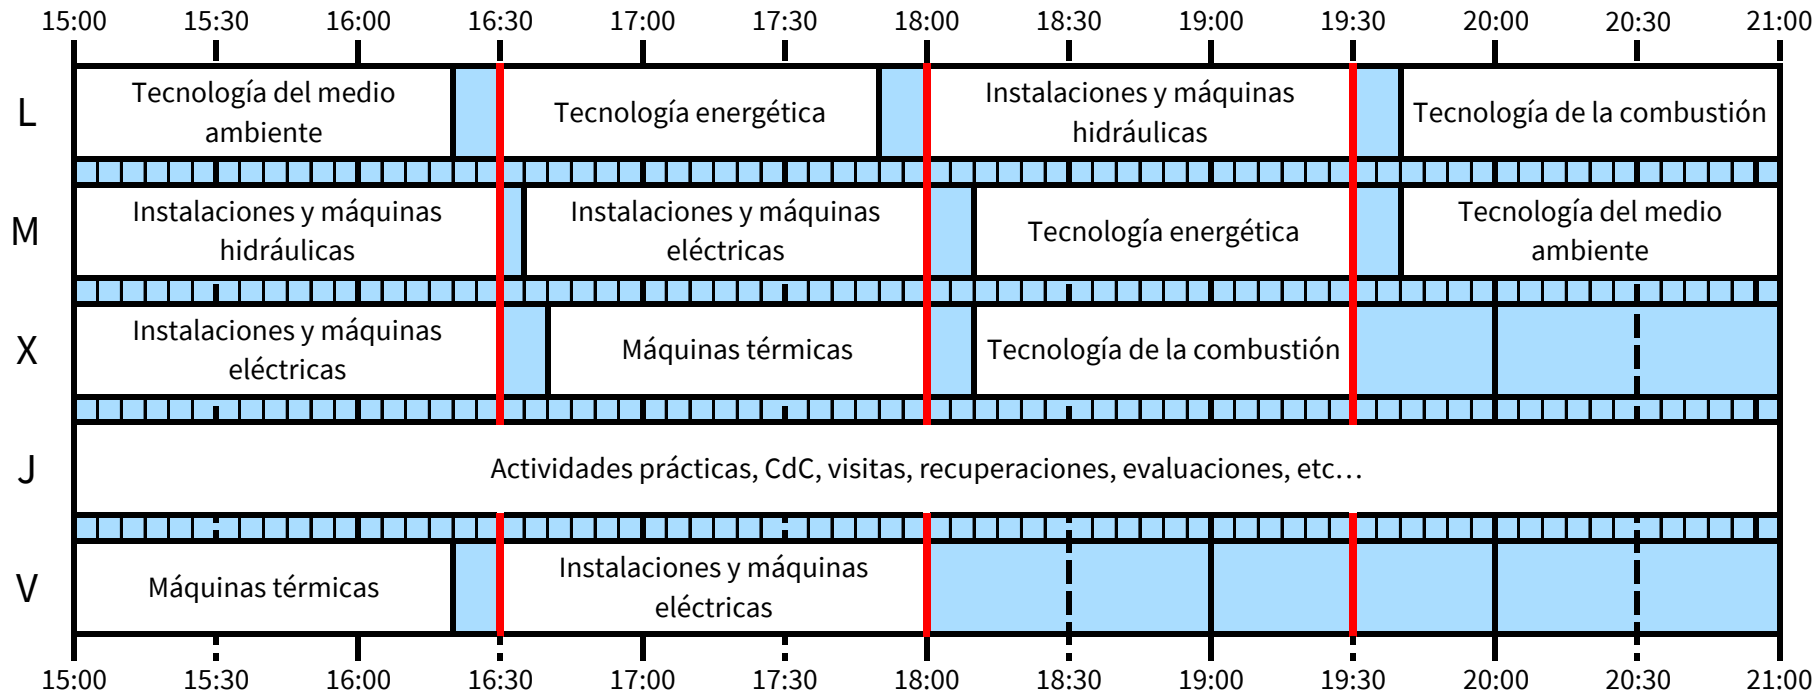 15:00 15:30 16:00 16:30 17:00 17:30 18:00 18:30 19:00 19:30 20:00 20:30 21:00
L
Tecnología del medio
ambiente
Tecnología energética
Instalaciones y máquinas
hidráulicas
Tecnología de la combustión
M
Instalaciones y máquinas
hidráulicas
Instalaciones y máquinas
eléctricas
Tecnología energética
Tecnología del medio
ambiente
X
Instalaciones y máquinas
eléctricas
Máquinas térmicas
Tecnología de la combustión
J
Actividades prácticas, CdC, visitas, recuperaciones, evaluaciones, etc...
V
Máquinas térmicas
Instalaciones y máquinas
eléctricas
15:00 15:30 16:00 16:30 17:00 17:30 18:00 18:30 19:00 19:30 20:00 20:30 21:00